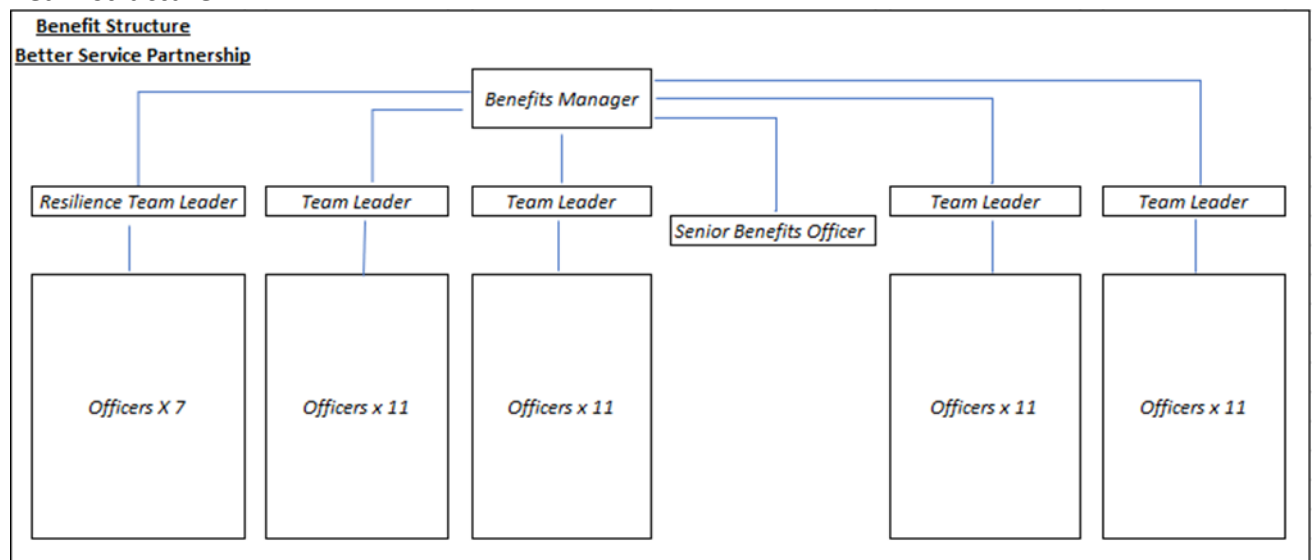 Benefit Structure
Better Service Partnership
Benefits Manager
Resilience Team Leader
Team Leader
Team Leader
Senior Benefits Officer
Team Leader
Team Leader
Officers X 7
Officers x 11
Officers x 11
Officers x 11
Officers x 11